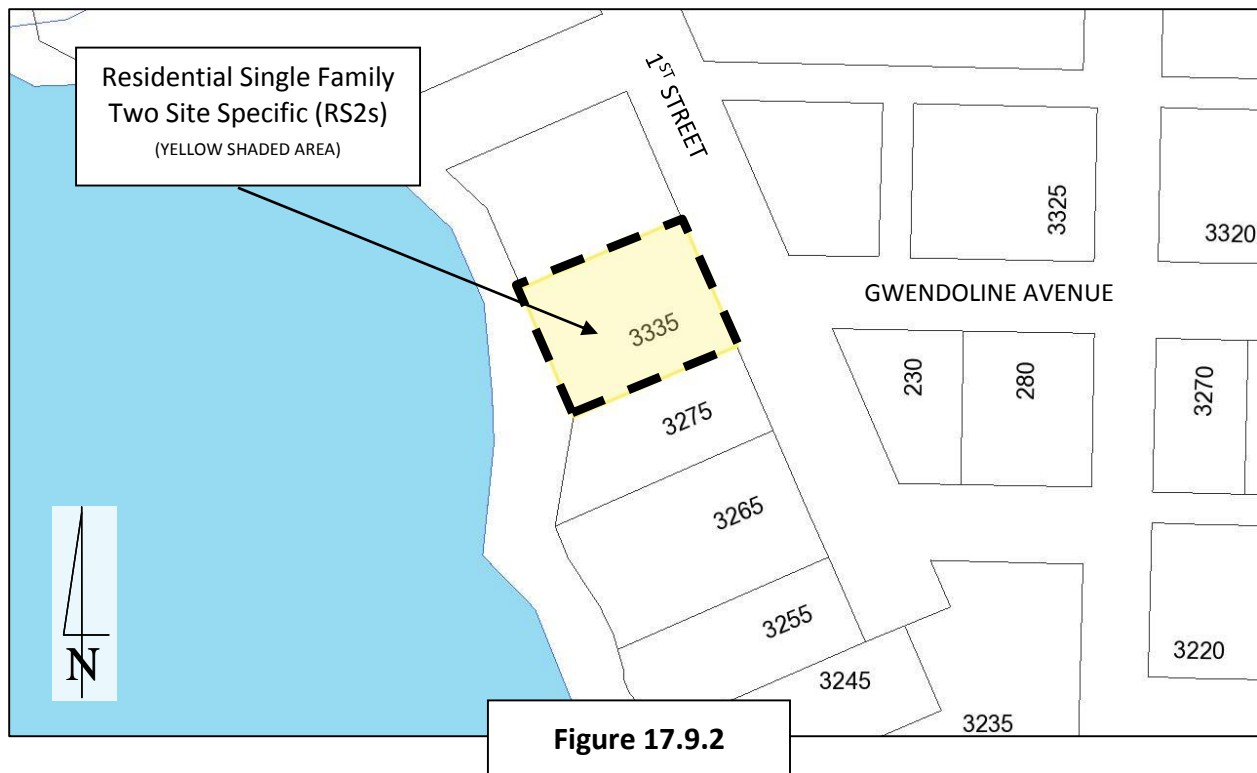 Residential Single Family
Two Site Specific (RS2s)
(YELLOW SHADED AREA)
1ST STREET
3325
3320
GWENDOLINE AVENUE
3335
230
280
3270
3275
3265
3255
3245
3235
3220
N
Figure 17.9.2